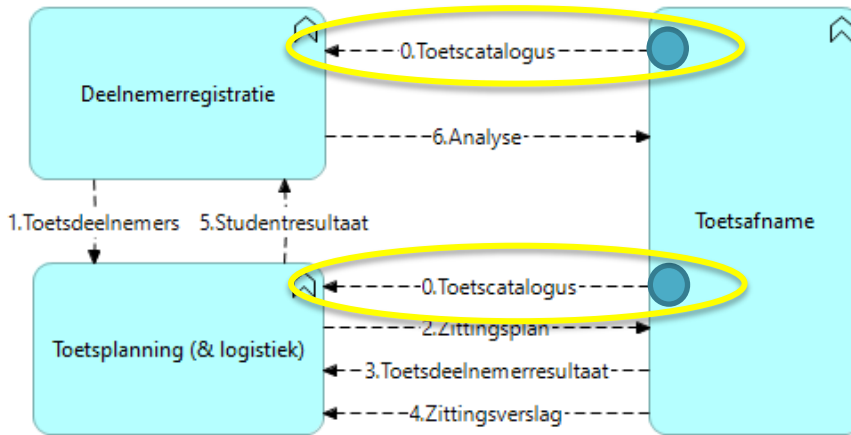 0.Toetscatalogus
Deelnemerregistratie
6.Analyse
1.Toetsdeelnemers
5.Studentresultaat
Toetsafname
0.Toetscatalogus
2.Zittingsplan
Toetsplanning (& logistiek)
3.Toetsdeelnemerresultaat
4.Zittingsverslag